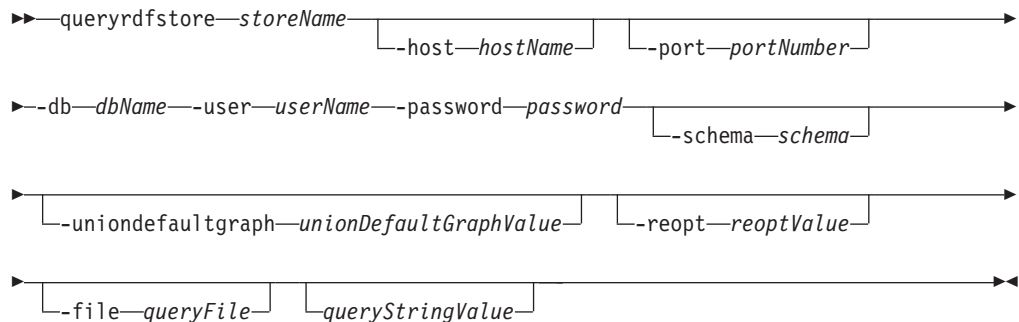 queryrdfstore storeName
-host hostName -port portNumber
-db dbName -user userName -password password
-schema schema
-uniondefaultgraph unionDefaultGraphValue -reopt reoptValue
-file queryFile queryStringValue